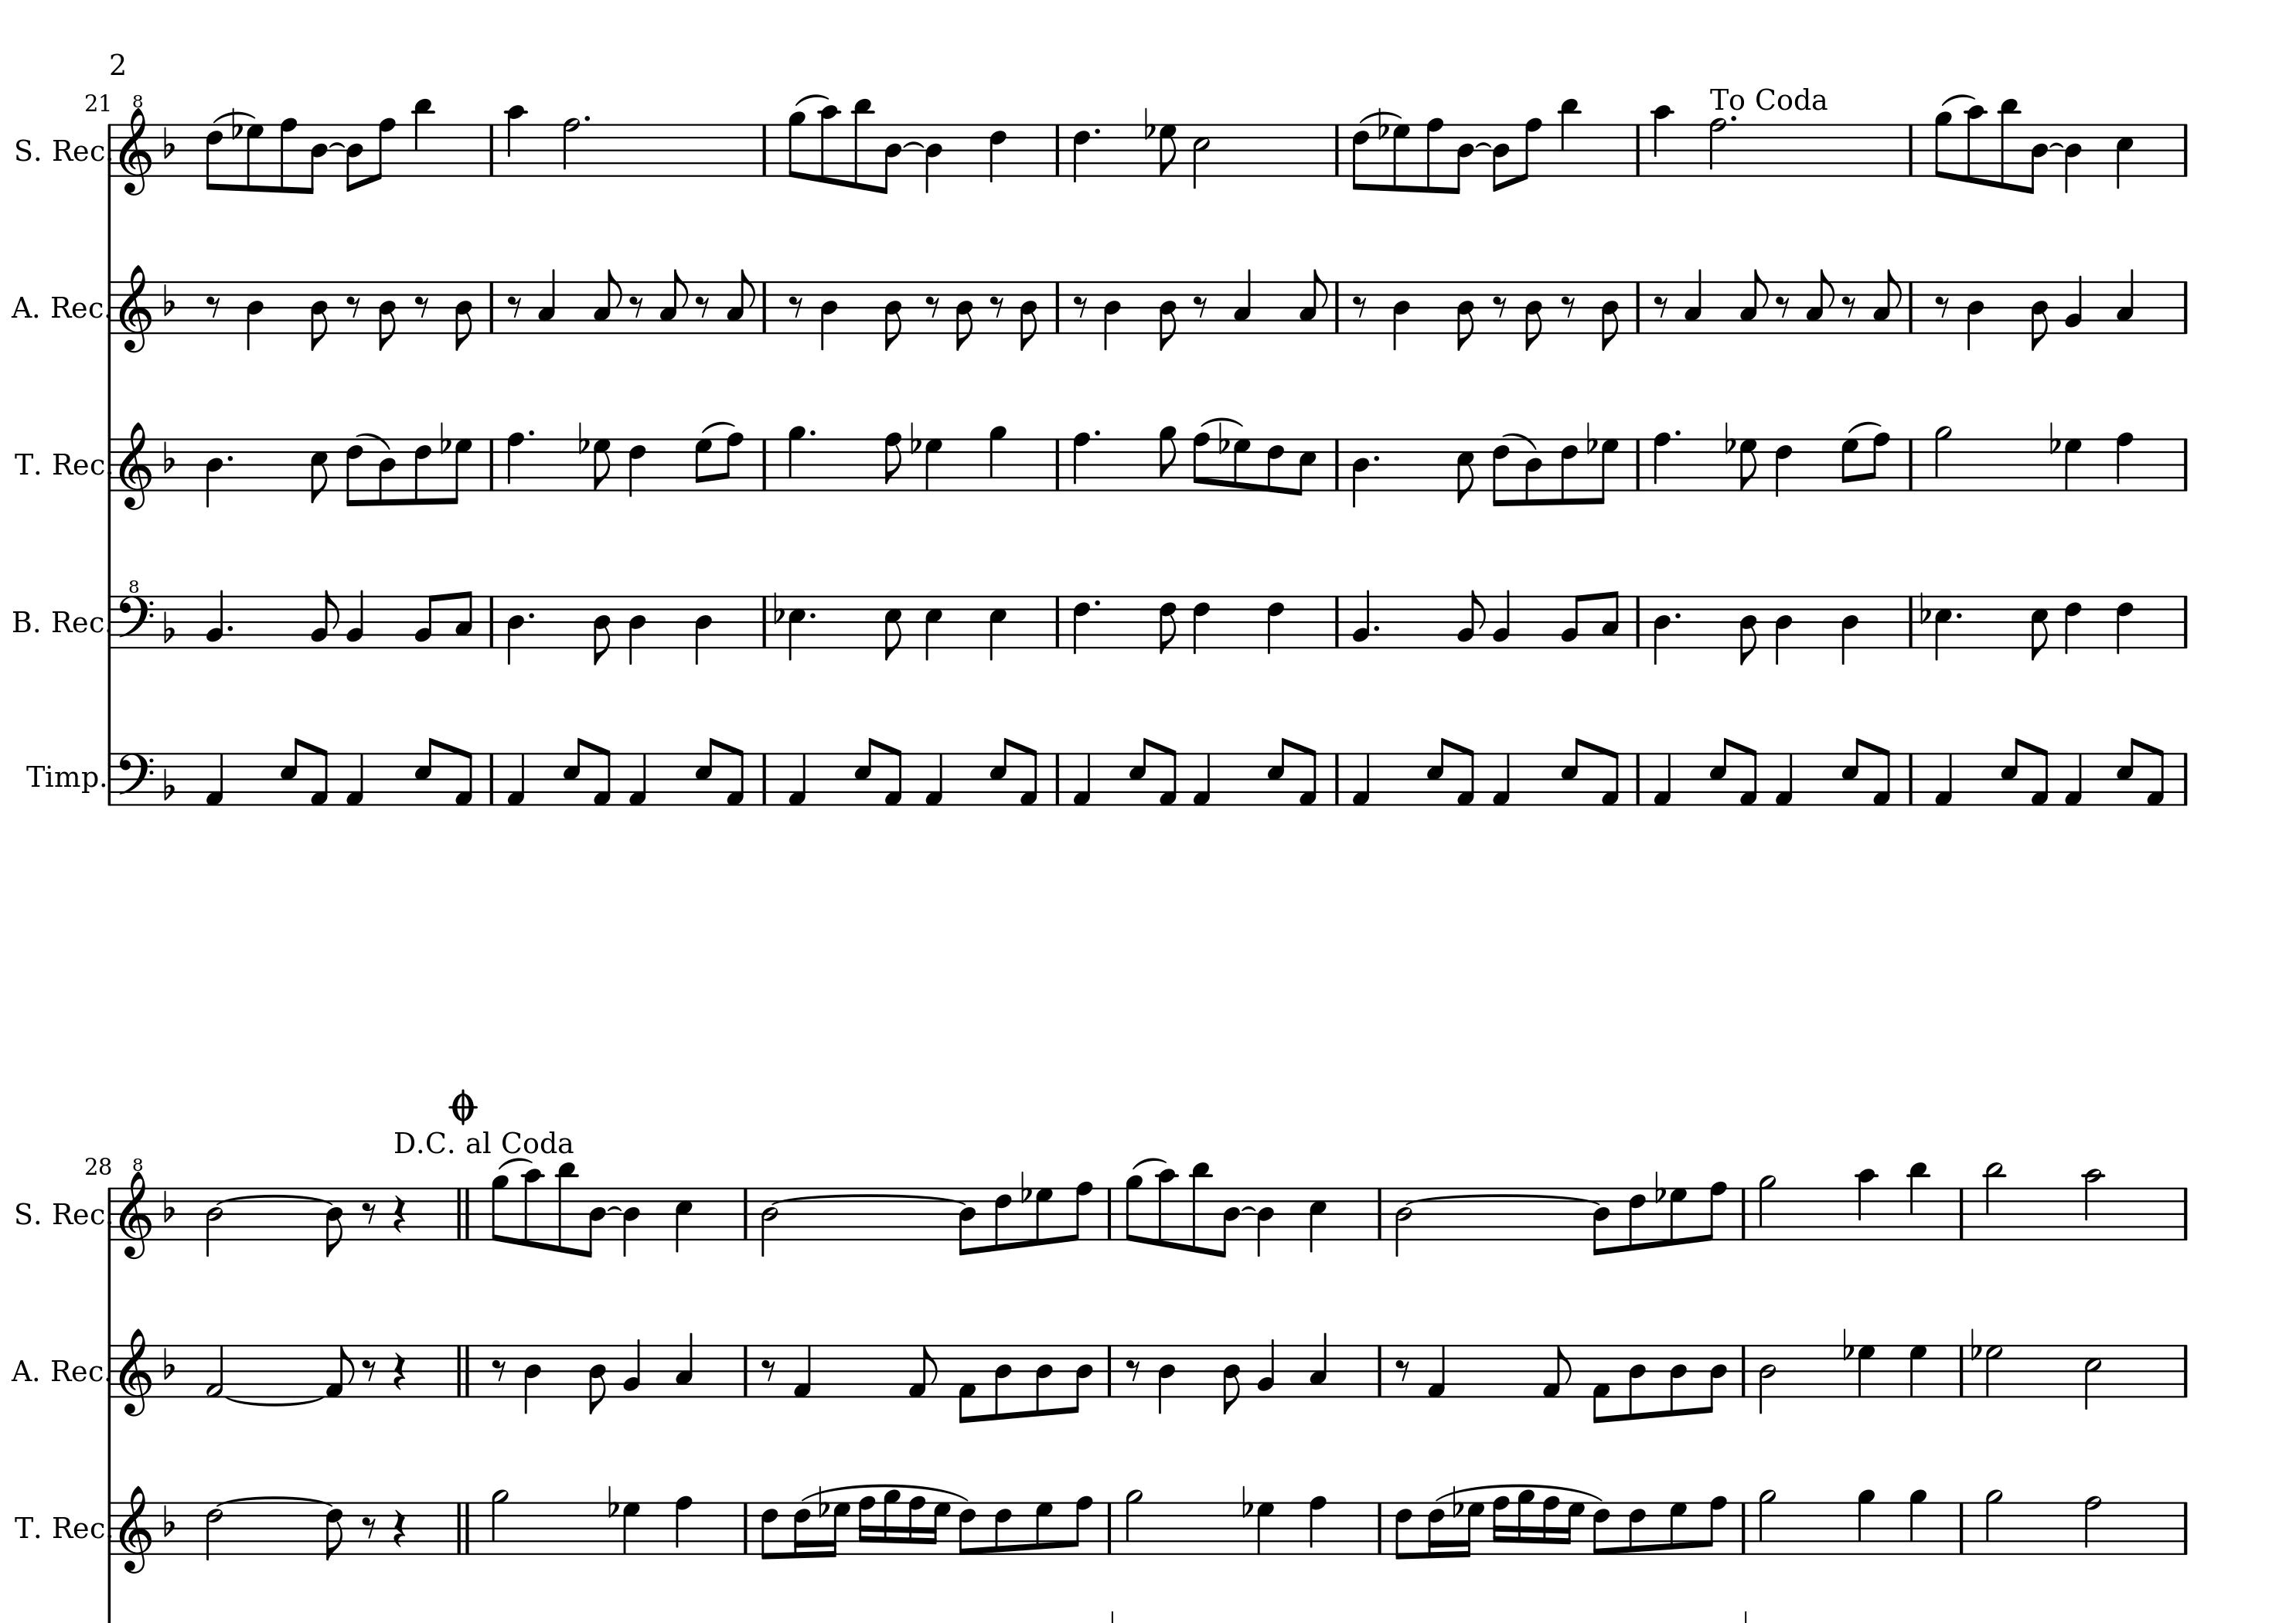 2
21 8
To Coda
S. Rec.
A. Rec.
T. Rec.
8
B. Rec.
Timp.
D.C. al Coda
28 8
S. Rec.
A. Rec.
T. Rec.